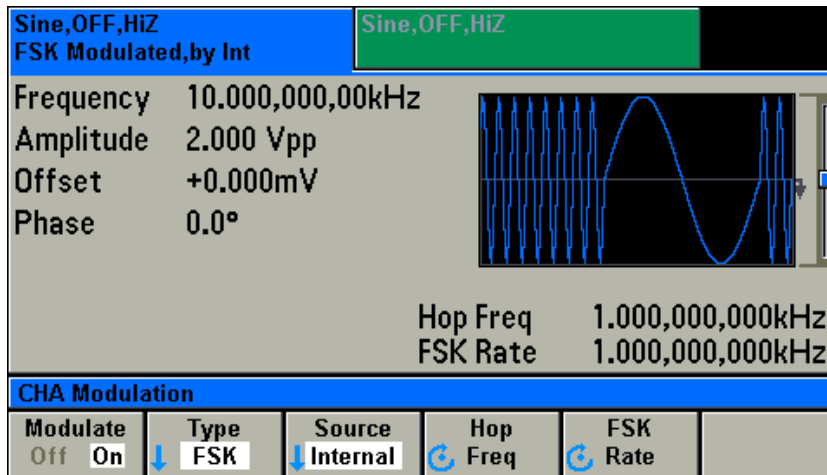 Sine,OFF,HiZ
FSK Modulated,by Int
Sine,OFF,HiZ
Frequency 10.000,000,00kHz
Amplitude 2.000 Vpp
Offset +0.000mV
Phase 0.0°
Hop Freq 1.000,000,000kHz
FSK Rate 1.000,000,000kHz
CHA Modulation
Modulate Type Source Hop FSK
Off On FSK Internal Freq Rate